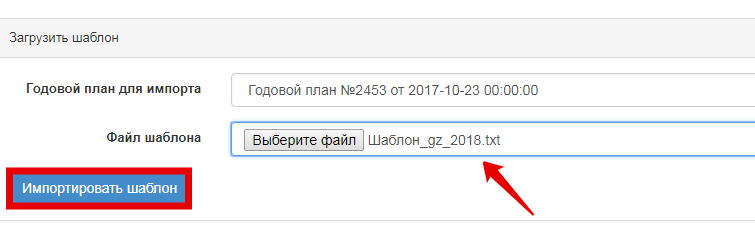 Загрузить шаблон
Годовой план для импорта
Годовой план №2453 от 2017-10-23 00:00:00
Файл шаблона
Выберите файл Шаблон_gz_2018.txt
Импортировать шаблон